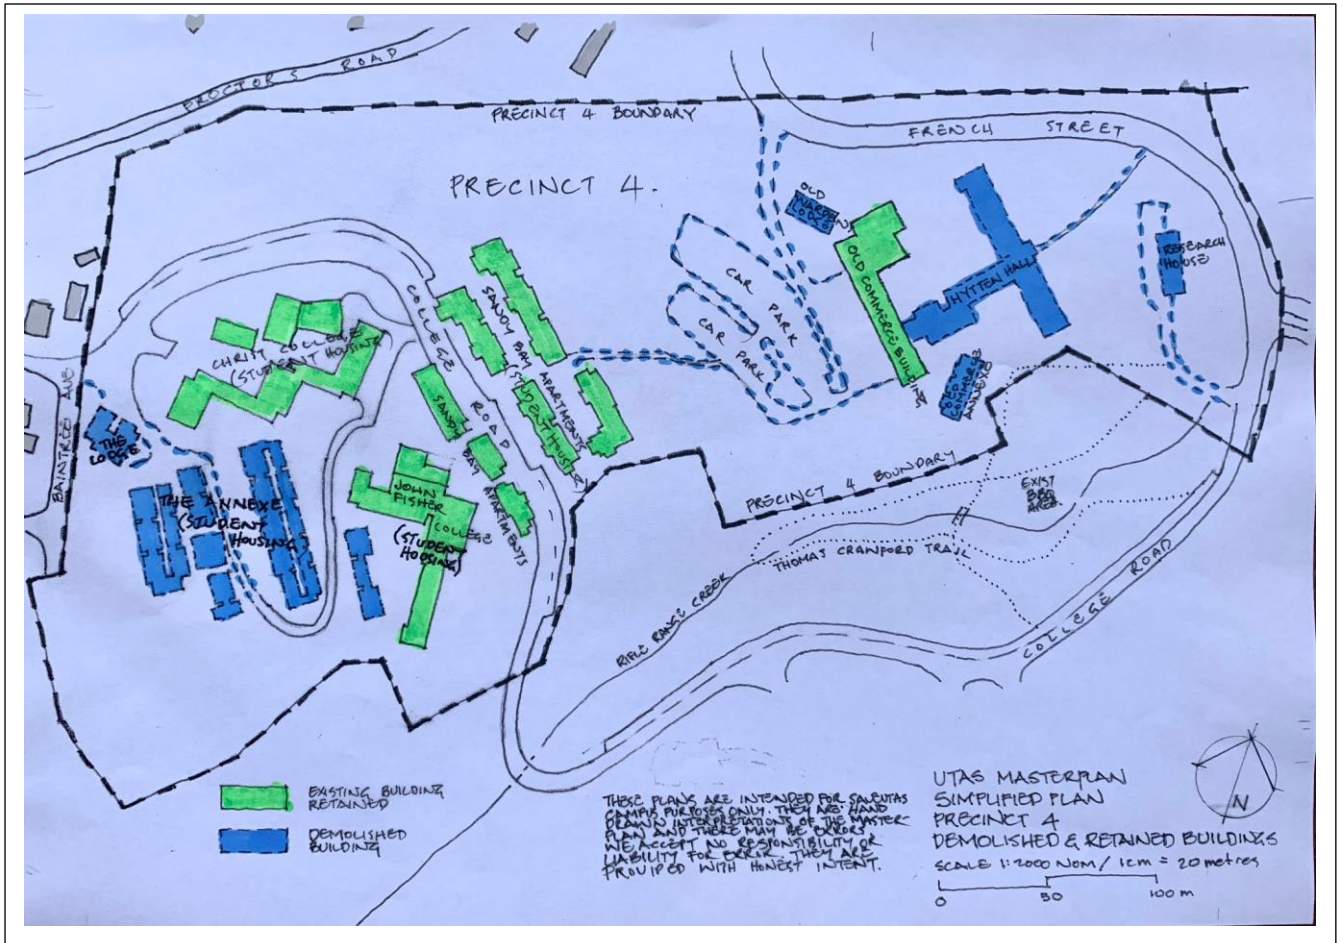 PROCTORS ROAD
PRECINCT 4 BOUNDARY
FRENCH STREET
PRECINCT 4.
OLD
WARDEN
LODGE
OLD COMMERCE BUILDING
HYTTEN HALL
RESEARCH
HOUSE
CAR PARK
CAR PARK
OLD
COMMERCE
ANNEXE
COLLEGE ROAD
SANDY BAY APARTMENTS
(STUDENT HOUSING)
CHRIST COLLEGE
(STUDENT HOUSING)
SANDY BAY APARTMENTS
BAINTREE AVE
THE
LODGE
THE ANNEXE
(STUDENT
HOUSING
JOHN
FISHER
COLLEGE
(STUDENT
HOUSING)
PRECINCT 4 BOUNDARY
EXIST
BBQ
AREA
THOMAS CRANFORD TRAIL
RIFLE RANGE CREEK
COLLEGE ROAD
EXISTING BUILDING
RETAINED
DEMOLISHED
BUILDING
THESE PLANS ARE INTENDED FOR SAVEUTAS
CAMPUS PURPOSES ONLY. THEY ARE HAND
DRAWN INTERPRETATIONS OF THE MASTER-
PLAN AND THERE MAY BE ERRORS
WE ACCEPT NO RESPONSIBILITY OR
LIABILITY FOR ERROR. THEY ARE
PROVIDED WITH HONEST INTENT.
N
UTAS MASTERPLAN
SIMPLIFIED PLAN
PRECINCT 4
DEMOLISHED & RETAINED BUILDINGS
SCALE 1:2000 NOM / 1cm = 20 metres
0 50 100 m